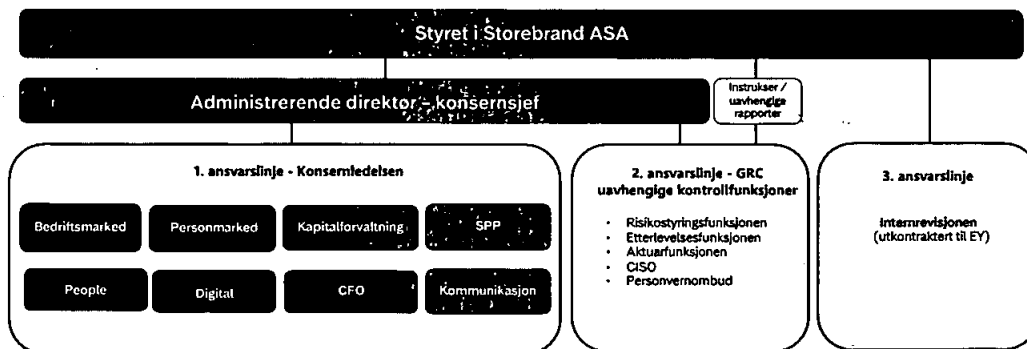 Styret i Storebrand ASA
Administrerende direktør – konsernsjef
Instrukser /
uavhengige
rapporter
1. ansvarslinje - Konsernledelsen
Bedriftsmarked
Personmarked
Kapitalforvaltning
SPP
People
Digital
CFO
Kommunikasjon
2. ansvarslinje - GRC
uavhengige kontrollfunksjoner
• Risikostyringsfunksjonen
• Etterlevelsesfunksjonen
• Aktuarfunksjonen
• CISO
• Personvernombud
3. ansvarslinje
Internrevisjonen
(utkontraktert til EY)